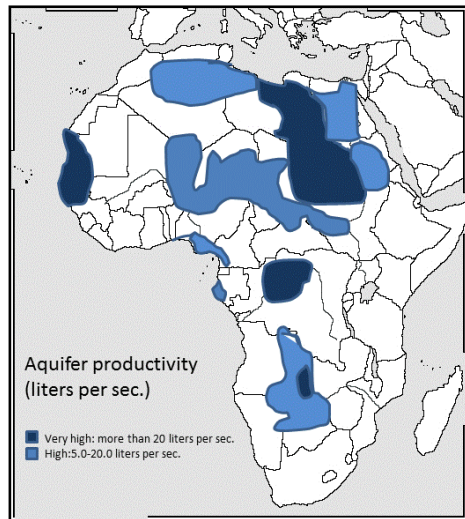 Aquifer productivity
(liters per sec.)
Very high: more than 20 liters per sec.
High:5.0-20.0 liters per sec.